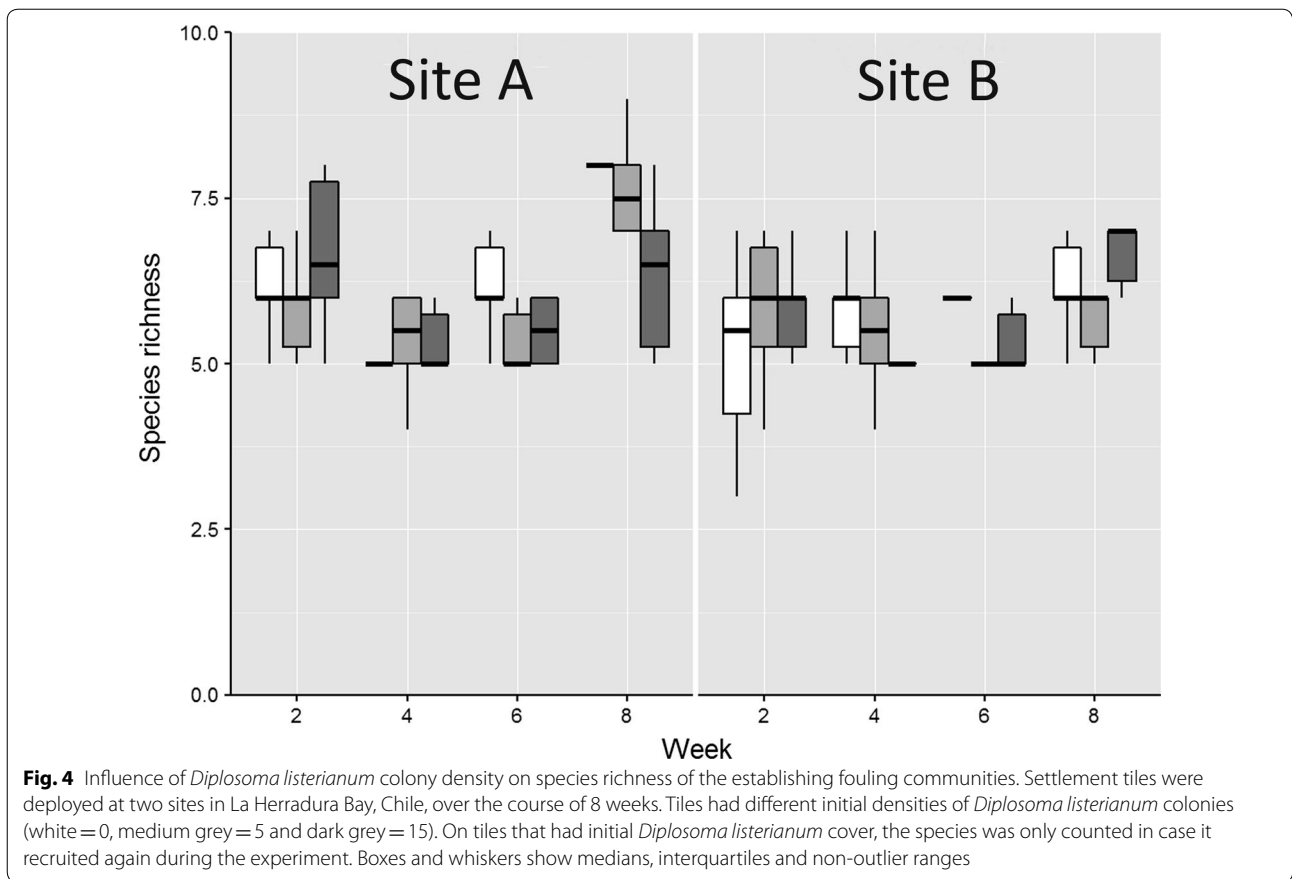 Site A
Site B
10.0
7.5
5.0
2.5
0.0
Species richness
2
4
6
8
2
4
6
8
Week
Fig. 4 Influence of Diplosoma listerianum colony density on species richness of the establishing fouling communities. Settlement tiles were
deployed at two sites in La Herradura Bay, Chile, over the course of 8 weeks. Tiles had different initial densities of Diplosoma listerianum colonies
(white = 0, medium grey = 5 and dark grey = 15). On tiles that had initial Diplosoma listerianum cover, the species was only counted in case it
recruited again during the experiment. Boxes and whiskers show medians, interquartiles and non-outlier ranges